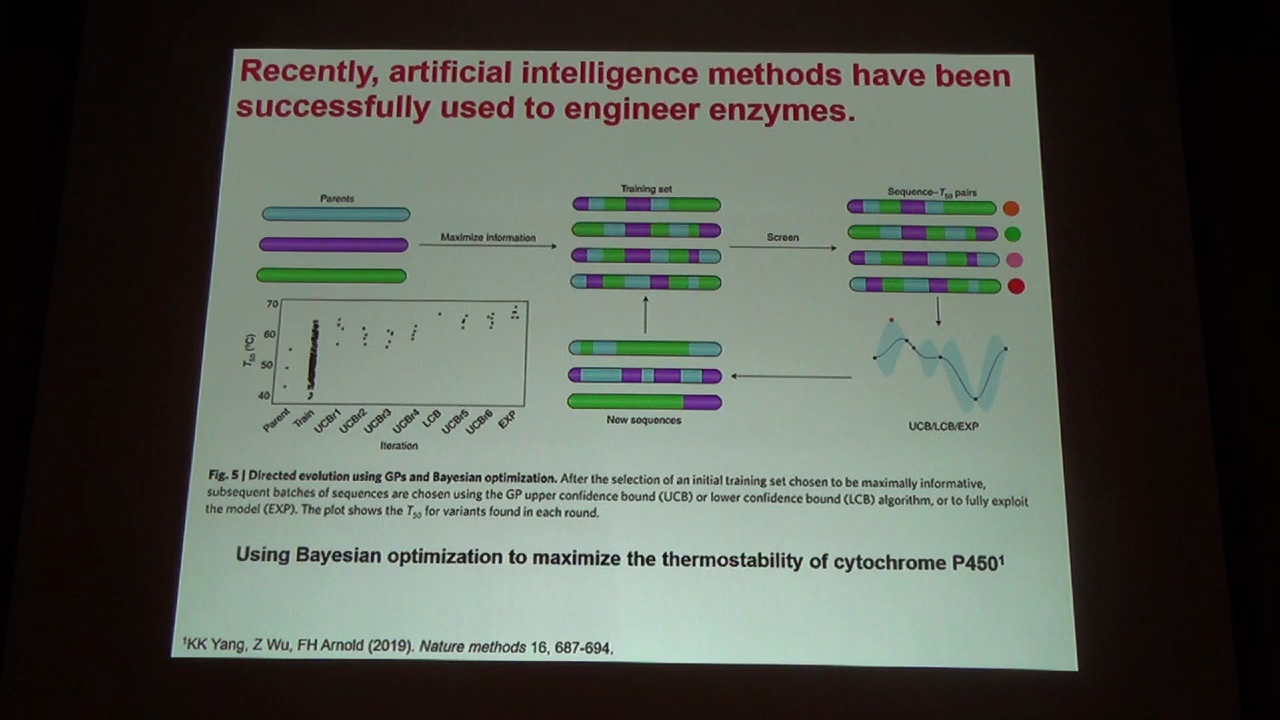 Recently, artificial intelligence methods have been
successfully used to engineer enzymes.
Parents
Maximize information
Training set
Screen
Sequence–T50 pairs
70
60
50
40
T50 (°C)
Parent
Train
UCBr1
UCBr2
UCBr3
UCBr4
LCB
UCBr5
UCBr6
EXP
Iteration
New sequences
UCB/LCB/EXP
Fig. 5 | Directed evolution using GPs and Bayesian optimization. After the selection of an initial training set chosen to be maximally informative,
subsequent batches of sequences are chosen using the GP upper confidence bound (UCB) or lower confidence bound (LCB) algorithm, or to fully exploit
the model (EXP). The plot shows the T50 for variants found in each round.
Using Bayesian optimization to maximize the thermostability of cytochrome P450¹
¹KK Yang, Z Wu, FH Arnold (2019). Nature methods 16, 687-694.